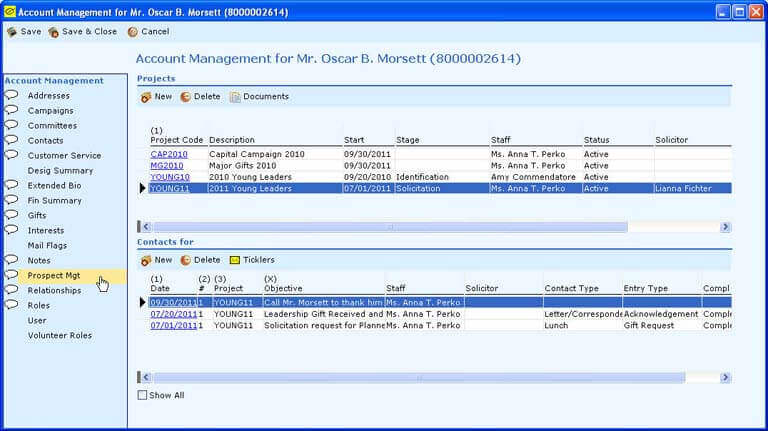 Account Management for Mr. Oscar B. Morsett (8000002614)
Save Save & Close Cancel
Account Management for Mr. Oscar B. Morsett (8000002614)
Account Management
Addresses
Campaigns
Committees
Contacts
Customer Service
Desig Summary
Extended Bio
Fin Summary
Gifts
Interests
Mail Flags
Notes
Prospect Mgt
Relationships
Roles
User
Volunteer Roles
Projects
New Delete Documents
(1)
Project Code Description Start Stage Staff Status Solicitor
CAP2010 Capital Campaign 2010 09/30/2011 Ms. Anna T. Perko Active
MG2010 Major Gifts 2010 09/30/2011 Ms. Anna T. Perko Active
YOUNG10 2010 Young Leaders 09/20/2010 Identification Amy Commendatore Active
YOUNG11 2011 Young Leaders 07/01/2011 Solicitation Ms. Anna T. Perko Active Lianna Fichter
Contacts for
New Delete Ticklers
(1) (2) (3) (X)
Date # Project Objective Staff Solicitor Contact Type Entry Type Compl
09/30/2011 1 YOUNG11 Call Mr. Morsett to thank him Ms. Anna T. Perko
07/20/2011 1 YOUNG11 Leadership Gift Received and Ms. Anna T. Perko Letter/Corresponde Acknowledgement Comple
07/01/2011 1 YOUNG11 Solicitation request for Planne Ms. Anna T. Perko Lunch Gift Request Comple
Show All